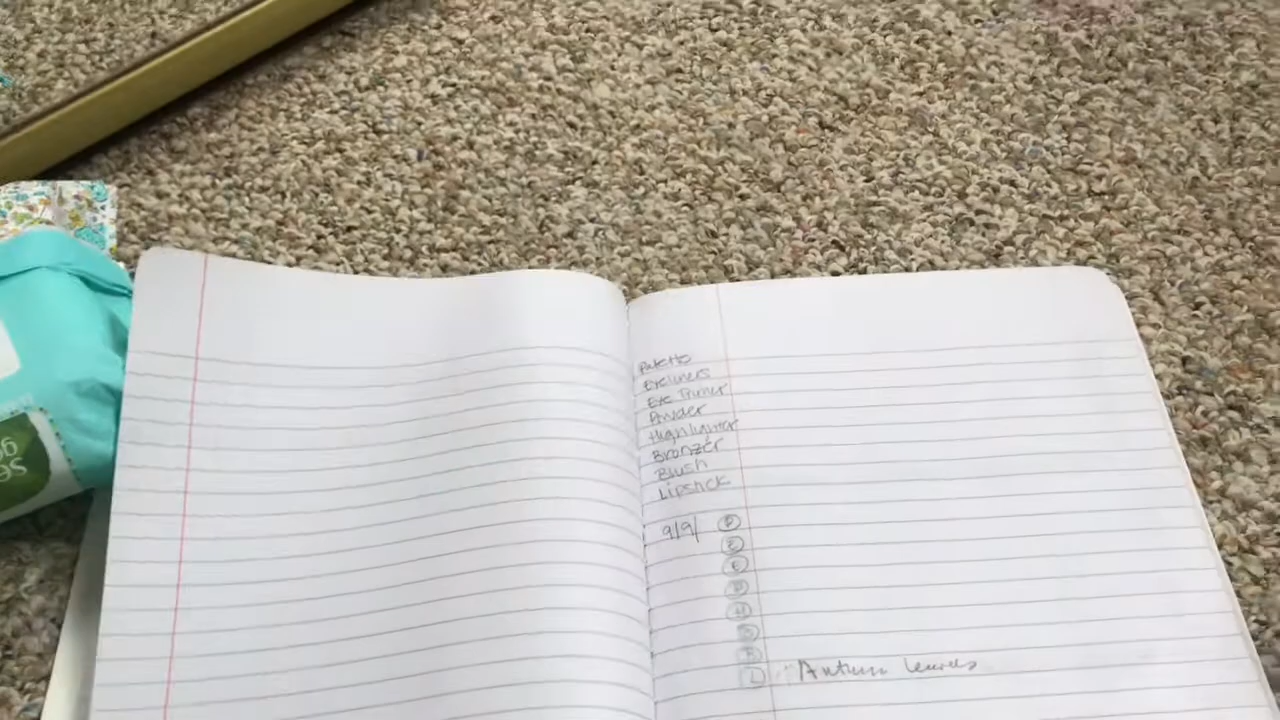 Palette
Eyeliners
Eye Primer
Powder
Highlighter
Bronzer
Blush
Lipstick
9/9/ P
E
E
P
H
B
B
L Autumn Leaves